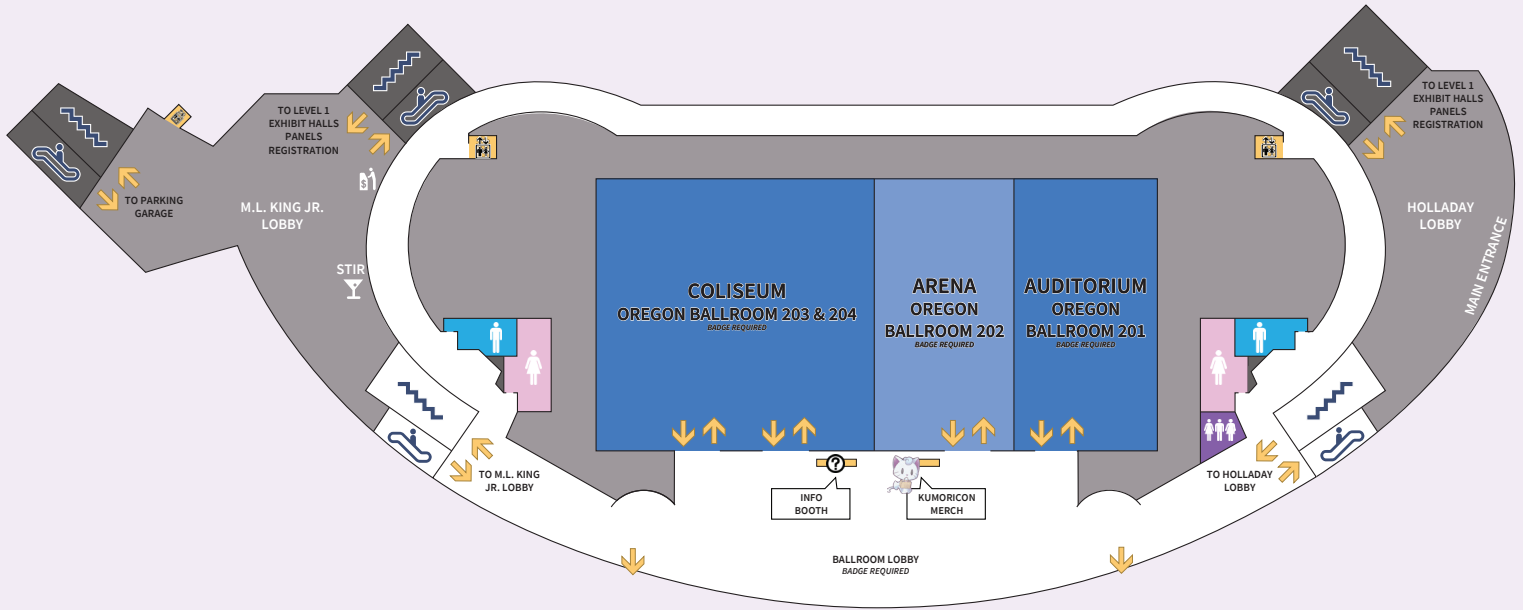 TO LEVEL 1
EXHIBIT HALLS
PANELS
REGISTRATION
TO PARKING
GARAGE
M.L. KING JR.
LOBBY
$
STIR
TO LEVEL 1
EXHIBIT HALLS
PANELS
REGISTRATION
HOLLADAY
LOBBY
MAIN ENTRANCE
COLISEUM
OREGON BALLROOM 203 & 204
BADGE REQUIRED
ARENA
OREGON
BALLROOM 202
BADGE REQUIRED
AUDITORIUM
OREGON
BALLROOM 201
BADGE REQUIRED
TO M.L. KING
JR. LOBBY
?
INFO
BOOTH
KUMORICON
MERCH
TO HOLLADAY
LOBBY
BALLROOM LOBBY
BADGE REQUIRED